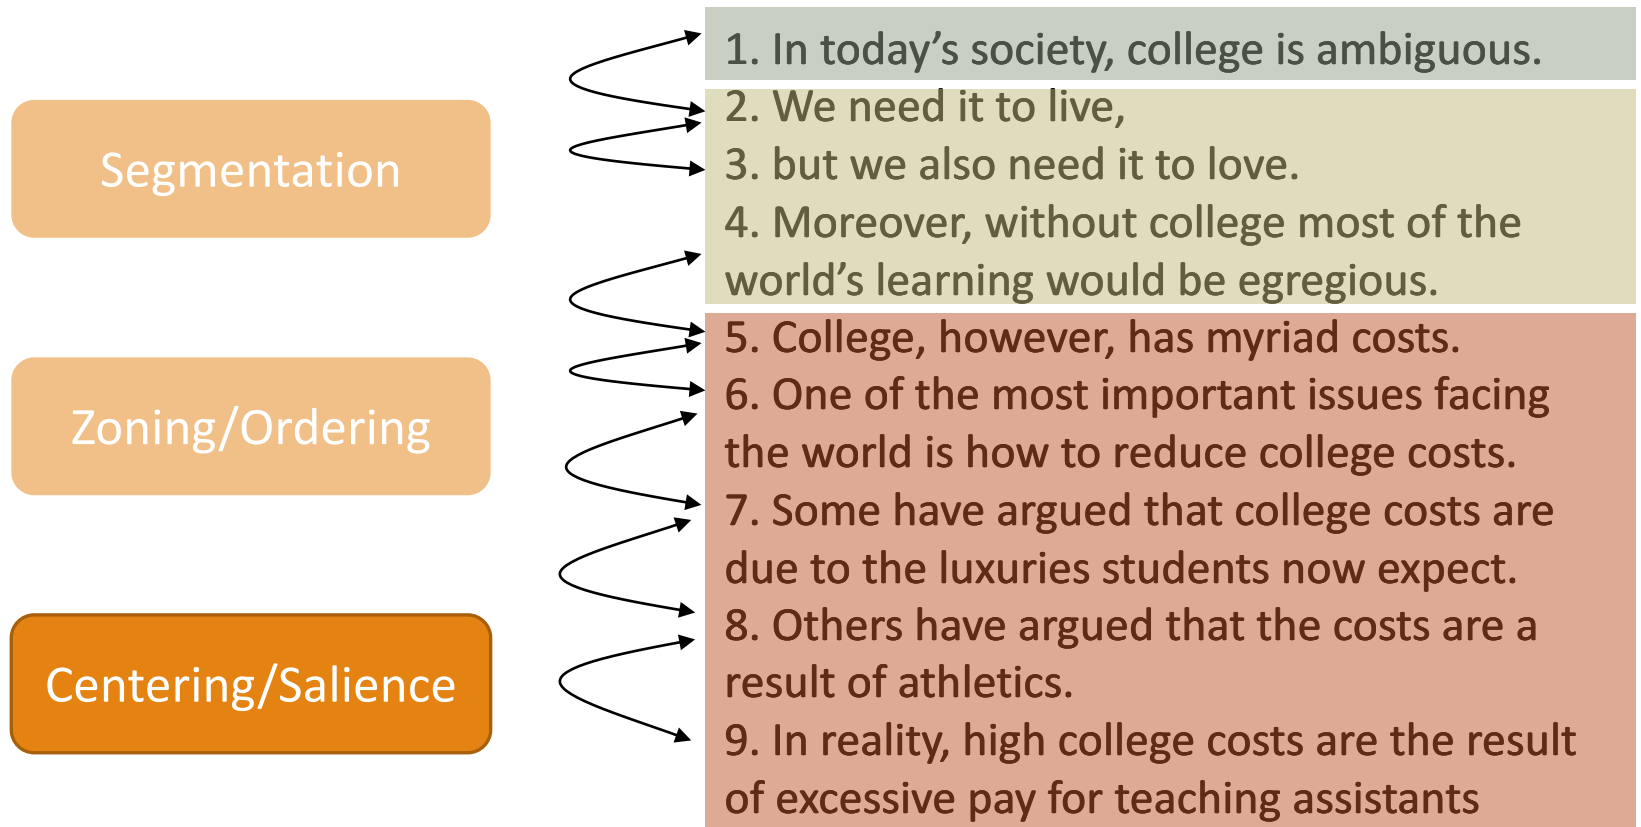 Segmentation
Zoning/Ordering
Centering/Salience
1. In today’s society, college is ambiguous.
2. We need it to live,
3. but we also need it to love.
4. Moreover, without college most of the
world’s learning would be egregious.
5. College, however, has myriad costs.
6. One of the most important issues facing
the world is how to reduce college costs.
7. Some have argued that college costs are
due to the luxuries students now expect.
8. Others have argued that the costs are a
result of athletics.
9. In reality, high college costs are the result
of excessive pay for teaching assistants